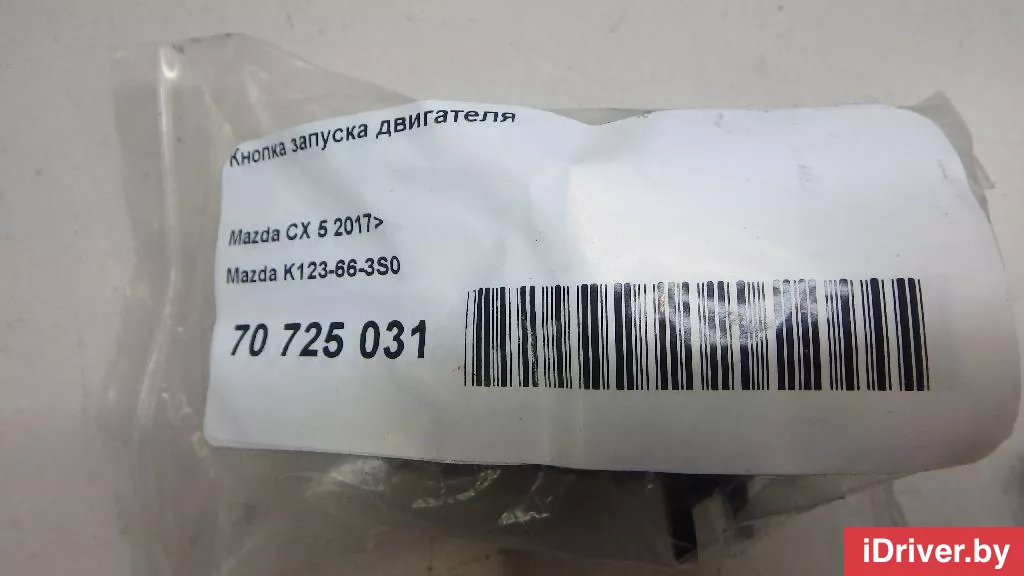 Кнопка запуска двигателя
Mazda CX 5 2017>
Mazda K123-66-3S0
70 725 031
iDriver.by